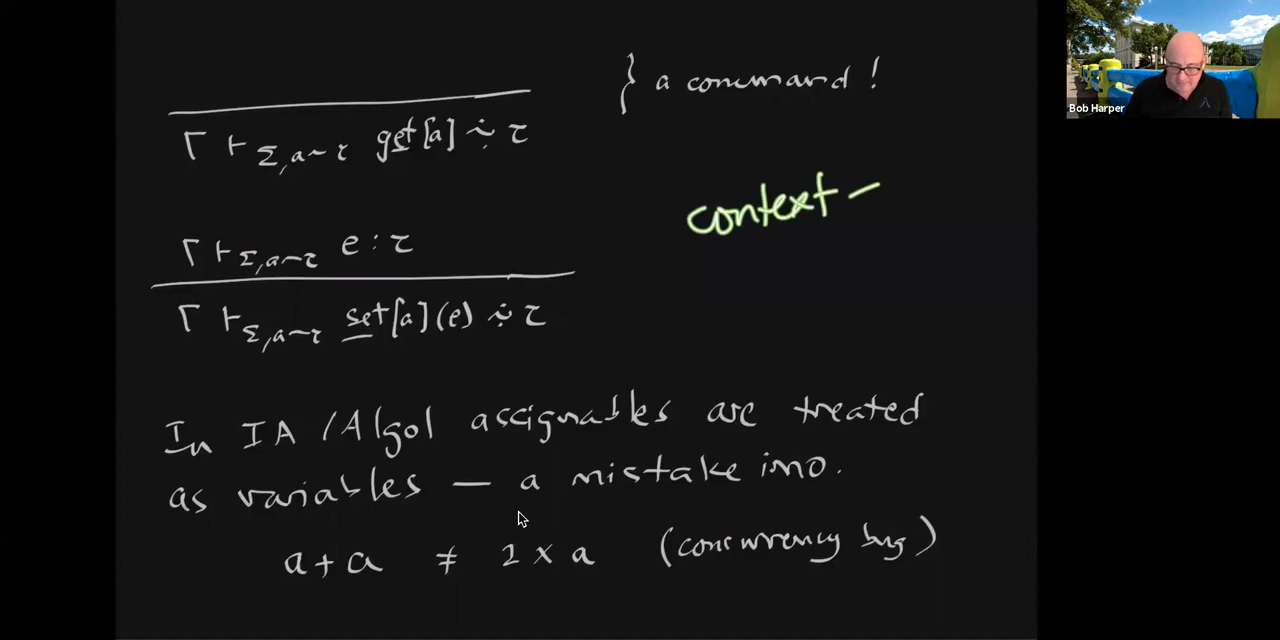 } a command !
Γ ⊢ Σ, a ~ τ get[a] ∻ τ
context —
Γ ⊢ Σ, a ~ τ e : τ
Γ ⊢ Σ, a ~ τ set[a](e) ∻ τ
In IA / Algol assignables are treated
as variables — a mistake imo.
a + a ≠ 2 × a (concurrency bug)
Bob Harper